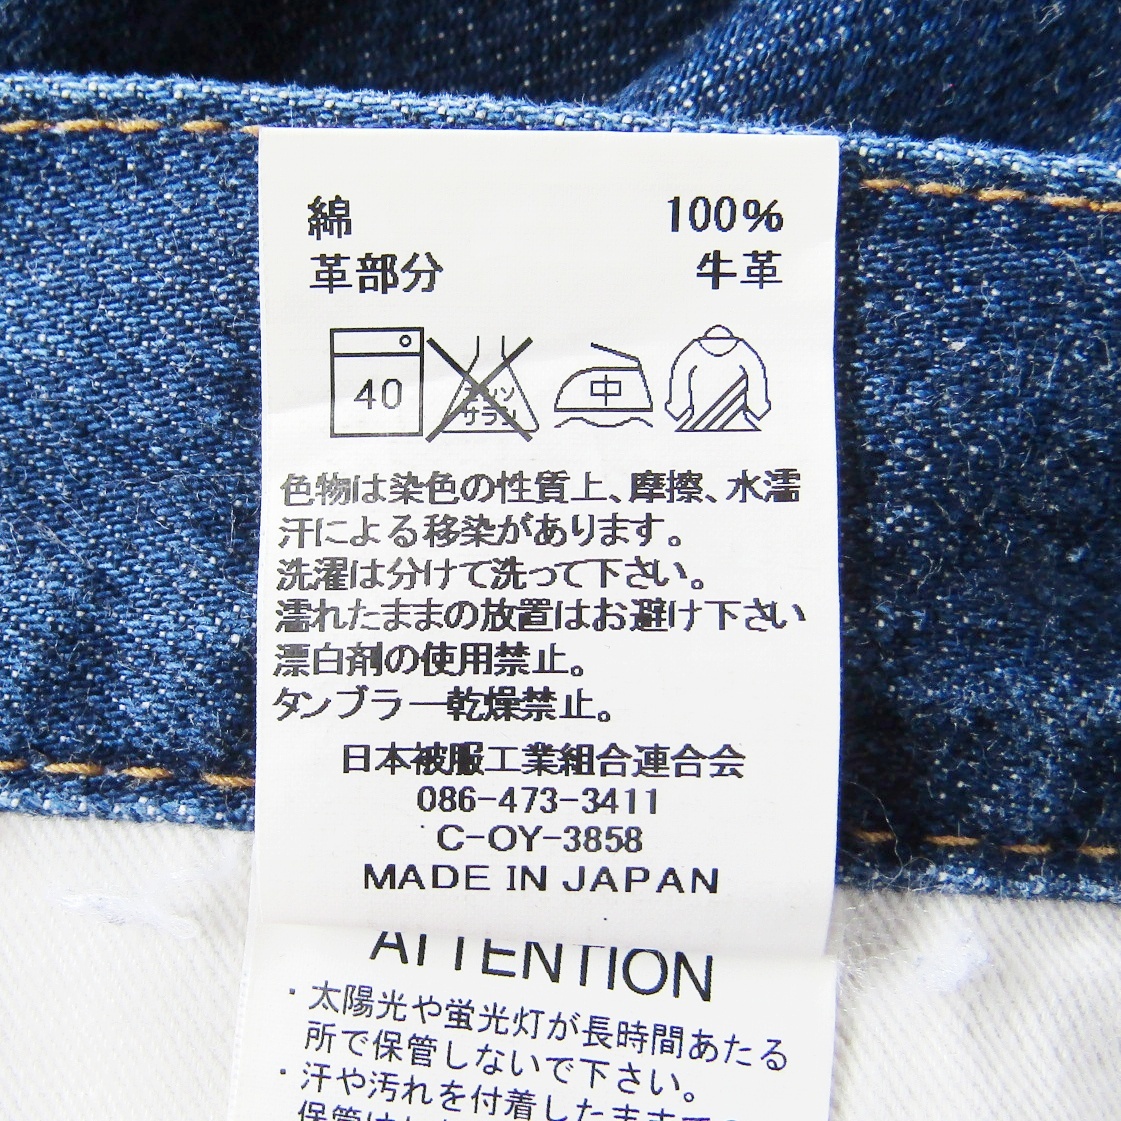 綿 100%
革部分 牛革
40 中
色物は染色の性質上、摩擦、水濡
汗による移染があります。
洗濯は分けて洗って下さい。
濡れたままの放置はお避け下さい
漂白剤の使用禁止。
タンブラー乾燥禁止。
日本被服工業組合連合会
086-473-3411
C-OY-3858
MADE IN JAPAN
ATTENTION
・太陽光や蛍光灯が長時間あたる
所で保管しないで下さい。
・汗や汚れを付着したままで
保管は